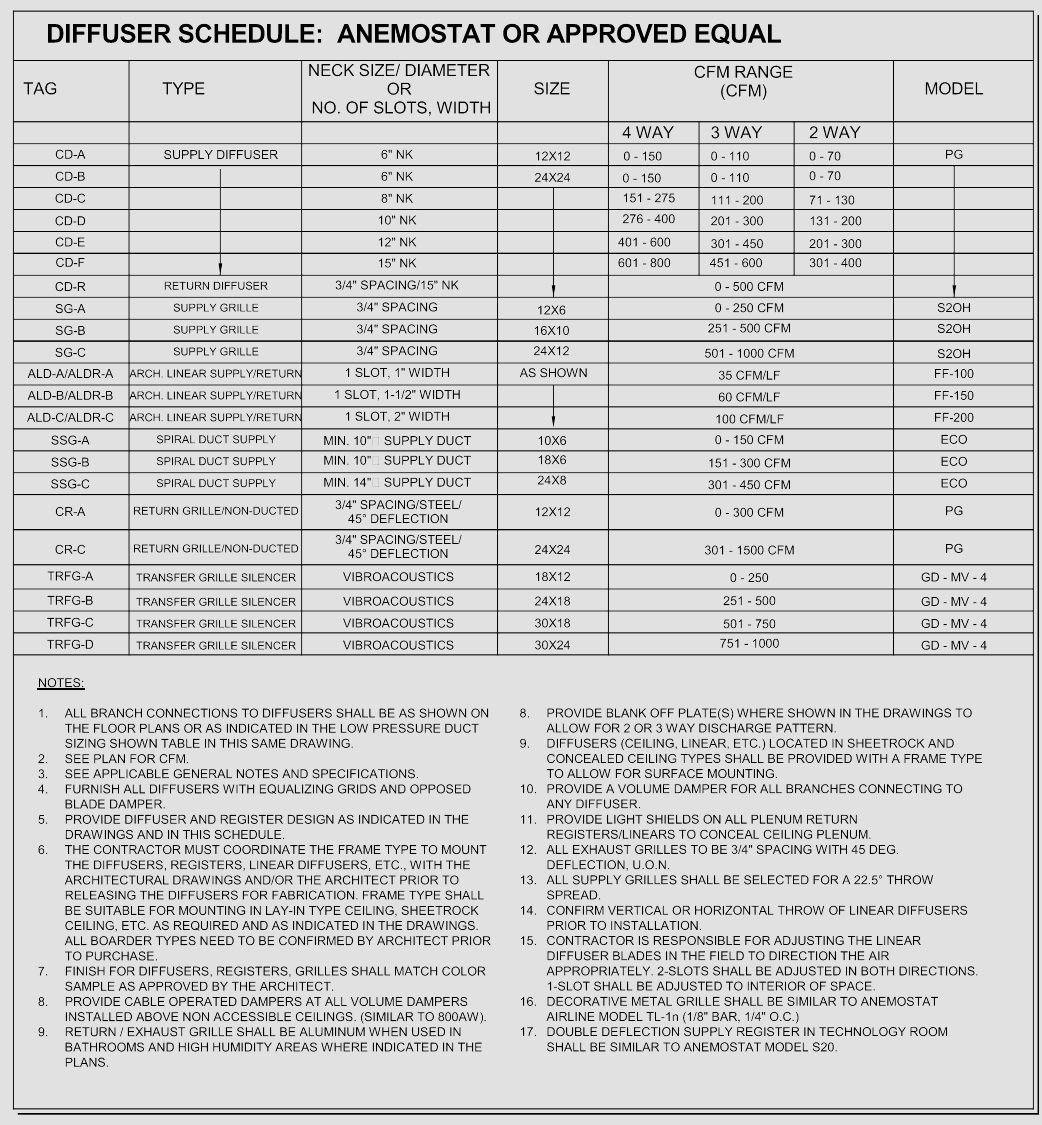 DIFFUSER SCHEDULE: ANEMOSTAT OR APPROVED EQUAL
TAG TYPE NECK SIZE/ DIAMETER OR NO. OF SLOTS, WIDTH SIZE CFM RANGE (CFM) MODEL
4 WAY 3 WAY 2 WAY
CD-A SUPPLY DIFFUSER 6" NK 12X12 0 - 150 0 - 110 0 - 70 PG
CD-B 6" NK 24X24 0 - 150 0 - 110 0 - 70
CD-C 8" NK 151 - 275 111 - 200 71 - 130
CD-D 10" NK 276 - 400 201 - 300 131 - 200
CD-E 12" NK 401 - 600 301 - 450 201 - 300
CD-F 15" NK 601 - 800 451 - 600 301 - 400
CD-R RETURN DIFFUSER 3/4" SPACING/15" NK 0 - 500 CFM
SG-A SUPPLY GRILLE 3/4" SPACING 12X6 0 - 250 CFM S2OH
SG-B SUPPLY GRILLE 3/4" SPACING 16X10 251 - 500 CFM S2OH
SG-C SUPPLY GRILLE 3/4" SPACING 24X12 501 - 1000 CFM S2OH
ALD-A/ALDR-A ARCH. LINEAR SUPPLY/RETURN 1 SLOT, 1" WIDTH AS SHOWN 35 CFM/LF FF-100
ALD-B/ALDR-B ARCH. LINEAR SUPPLY/RETURN 1 SLOT, 1-1/2" WIDTH 60 CFM/LF FF-150
ALD-C/ALDR-C ARCH. LINEAR SUPPLY/RETURN 1 SLOT, 2" WIDTH 100 CFM/LF FF-200
SSG-A SPIRAL DUCT SUPPLY MIN. 10"□ SUPPLY DUCT 10X6 0 - 150 CFM ECO
SSG-B SPIRAL DUCT SUPPLY MIN. 10"□ SUPPLY DUCT 18X6 151 - 300 CFM ECO
SSG-C SPIRAL DUCT SUPPLY MIN. 14"□ SUPPLY DUCT 24X8 301 - 450 CFM ECO
CR-A RETURN GRILLE/NON-DUCTED 3/4" SPACING/STEEL/ 45° DEFLECTION 12X12 0 - 300 CFM PG
CR-C RETURN GRILLE/NON-DUCTED 3/4" SPACING/STEEL/ 45° DEFLECTION 24X24 301 - 1500 CFM PG
TRFG-A TRANSFER GRILLE SILENCER VIBROACOUSTICS 18X12 0 - 250 GD - MV - 4
TRFG-B TRANSFER GRILLE SILENCER VIBROACOUSTICS 24X18 251 - 500 GD - MV - 4
TRFG-C TRANSFER GRILLE SILENCER VIBROACOUSTICS 30X18 501 - 750 GD - MV - 4
TRFG-D TRANSFER GRILLE SILENCER VIBROACOUSTICS 30X24 751 - 1000 GD - MV - 4
NOTES:
1. ALL BRANCH CONNECTIONS TO DIFFUSERS SHALL BE AS SHOWN ON
THE FLOOR PLANS OR AS INDICATED IN THE LOW PRESSURE DUCT
SIZING SHOWN TABLE IN THIS SAME DRAWING.
2. SEE PLAN FOR CFM.
3. SEE APPLICABLE GENERAL NOTES AND SPECIFICATIONS.
4. FURNISH ALL DIFFUSERS WITH EQUALIZING GRIDS AND OPPOSED
BLADE DAMPER.
5. PROVIDE DIFFUSER AND REGISTER DESIGN AS INDICATED IN THE
DRAWINGS AND IN THIS SCHEDULE.
6. THE CONTRACTOR MUST COORDINATE THE FRAME TYPE TO MOUNT
THE DIFFUSERS, REGISTERS, LINEAR DIFFUSERS, ETC., WITH THE
ARCHITECTURAL DRAWINGS AND/OR THE ARCHITECT PRIOR TO
RELEASING THE DIFFUSERS FOR FABRICATION. FRAME TYPE SHALL
BE SUITABLE FOR MOUNTING IN LAY-IN TYPE CEILING, SHEETROCK
CEILING, ETC. AS REQUIRED AND AS INDICATED IN THE DRAWINGS.
ALL BOARDER TYPES NEED TO BE CONFIRMED BY ARCHITECT PRIOR
TO PURCHASE.
7. FINISH FOR DIFFUSERS, REGISTERS, GRILLES SHALL MATCH COLOR
SAMPLE AS APPROVED BY THE ARCHITECT.
8. PROVIDE CABLE OPERATED DAMPERS AT ALL VOLUME DAMPERS
INSTALLED ABOVE NON ACCESSIBLE CEILINGS. (SIMILAR TO 800AW).
9. RETURN / EXHAUST GRILLE SHALL BE ALUMINUM WHEN USED IN
BATHROOMS AND HIGH HUMIDITY AREAS WHERE INDICATED IN THE
PLANS.
8. PROVIDE BLANK OFF PLATE(S) WHERE SHOWN IN THE DRAWINGS TO
ALLOW FOR 2 OR 3 WAY DISCHARGE PATTERN.
9. DIFFUSERS (CEILING, LINEAR, ETC.) LOCATED IN SHEETROCK AND
CONCEALED CEILING TYPES SHALL BE PROVIDED WITH A FRAME TYPE
TO ALLOW FOR SURFACE MOUNTING.
10. PROVIDE A VOLUME DAMPER FOR ALL BRANCHES CONNECTING TO
ANY DIFFUSER.
11. PROVIDE LIGHT SHIELDS ON ALL PLENUM RETURN
REGISTERS/LINEARS TO CONCEAL CEILING PLENUM.
12. ALL EXHAUST GRILLES TO BE 3/4" SPACING WITH 45 DEG.
DEFLECTION, U.O.N.
13. ALL SUPPLY GRILLES SHALL BE SELECTED FOR A 22.5° THROW
SPREAD.
14. CONFIRM VERTICAL OR HORIZONTAL THROW OF LINEAR DIFFUSERS
PRIOR TO INSTALLATION.
15. CONTRACTOR IS RESPONSIBLE FOR ADJUSTING THE LINEAR
DIFFUSER BLADES IN THE FIELD TO DIRECTION THE AIR
APPROPRIATELY. 2-SLOTS SHALL BE ADJUSTED IN BOTH DIRECTIONS.
1-SLOT SHALL BE ADJUSTED TO INTERIOR OF SPACE.
16. DECORATIVE METAL GRILLE SHALL BE SIMILAR TO ANEMOSTAT
AIRLINE MODEL TL-1n (1/8" BAR, 1/4" O.C.)
17. DOUBLE DEFLECTION SUPPLY REGISTER IN TECHNOLOGY ROOM
SHALL BE SIMILAR TO ANEMOSTAT MODEL S20.